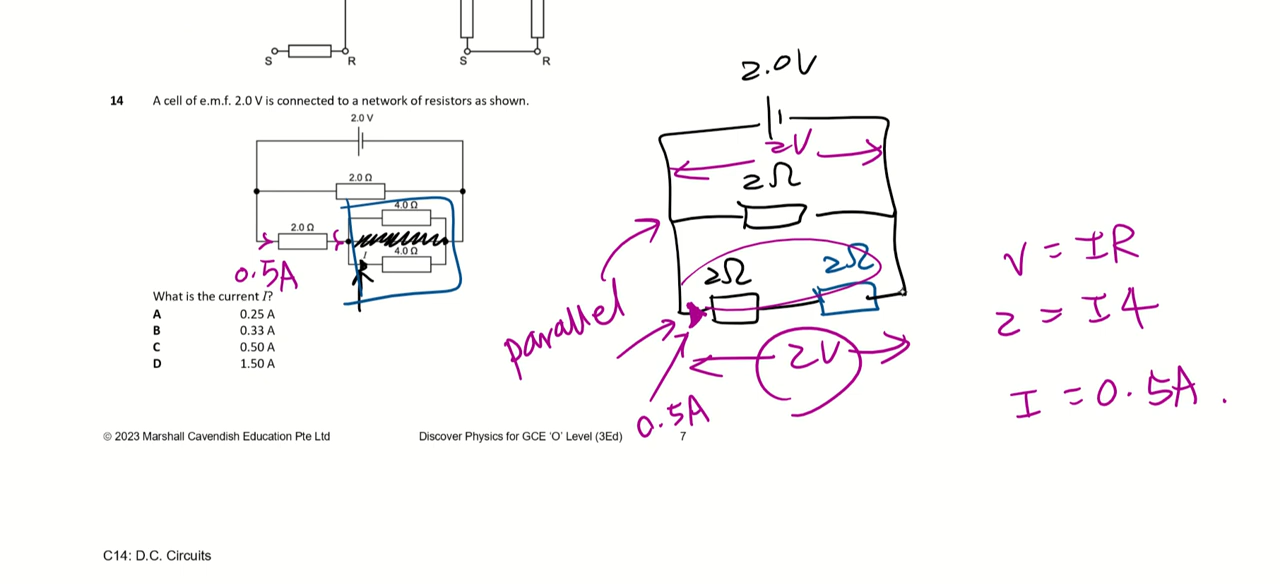 S
R
S
R
14 A cell of e.m.f. 2.0 V is connected to a network of resistors as shown.
2.0 V
2.0 Ω
4.0 Ω
2.0 Ω
4.0 Ω
I
0.5A
What is the current I?
A 0.25 A
B 0.33 A
C 0.50 A
D 1.50 A
2.0V
2V
2Ω
2Ω
2Ω
parallel
2V
0.5A
V = IR
2 = I4
I = 0.5A.
© 2023 Marshall Cavendish Education Pte Ltd Discover Physics for GCE 'O' Level (3Ed) 7
C14: D.C. Circuits